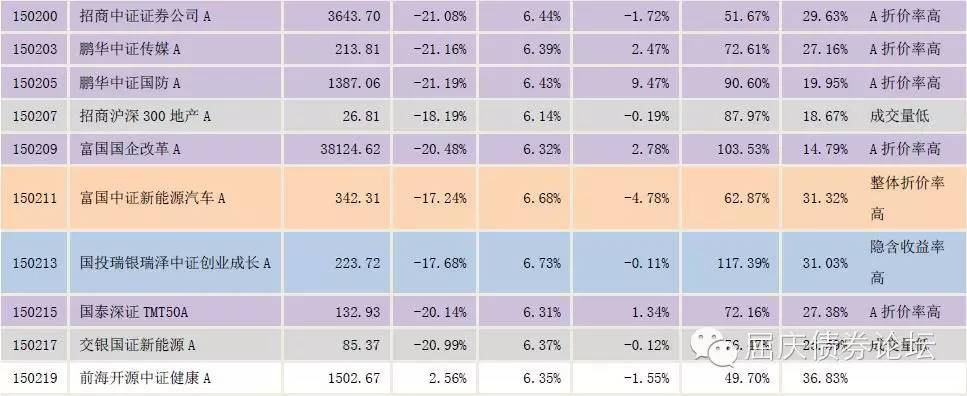 150200 招商中证证券公司 A 3643.70 -21.08% 6.44% -1.72% 51.67% 29.63% A 折价率高
150203 鹏华中证传媒 A 213.81 -21.16% 6.39% 2.47% 72.61% 27.16% A 折价率高
150205 鹏华中证国防 A 1387.06 -21.19% 6.43% 9.47% 90.60% 19.95% A 折价率高
150207 招商沪深 300 地产 A 26.81 -18.19% 6.14% -0.19% 87.97% 18.67% 成交量低
150209 富国国企改革 A 38124.62 -20.48% 6.32% 2.78% 103.53% 14.79% A 折价率高
150211 富国中证新能源汽车 A 342.31 -17.24% 6.68% -4.78% 62.87% 31.32% 整体折价率
高
150213 国投瑞银瑞泽中证创业成长 A 223.72 -17.68% 6.73% -0.11% 117.39% 31.03% 隐含收益率
高
150215 国泰深证 TMT50A 132.93 -20.14% 6.31% 1.34% 72.16% 27.38% A 折价率高
150217 交银国证新能源 A 85.37 -20.99% 6.37% -0.12% 成交量低
屈庆债券论坛
150219 前海开源中证健康 A 1502.67 2.56% 6.35% -1.55% 49.70% 36.83%